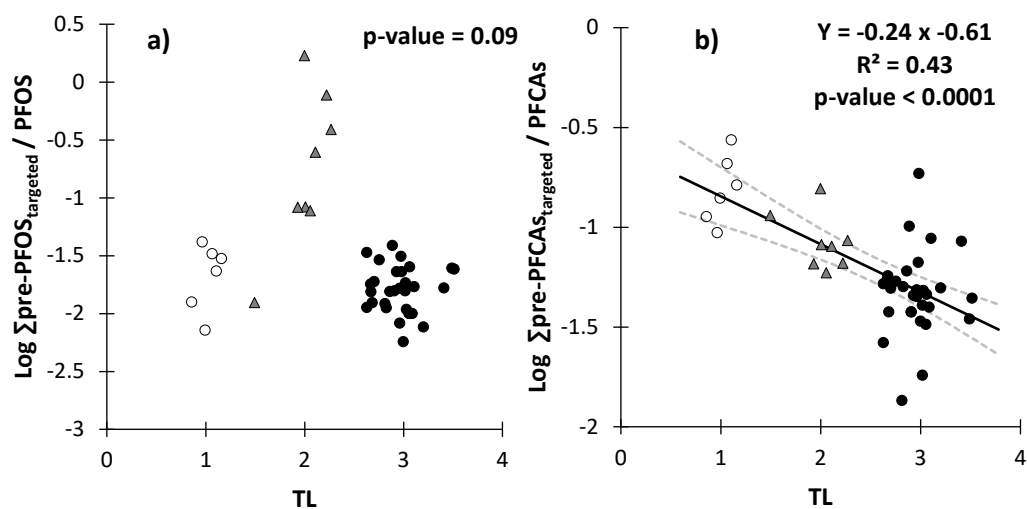 a)
p-value = 0.09
Log Σpre-PFOStargeted / PFOS
0.5
0
-0.5
-1
-1.5
-2
-2.5
-3
0 1 2 3 4
TL
b)
Y = -0.24 x -0.61
R² = 0.43
p-value < 0.0001
Log Σpre-PFCAstargeted / PFCAs
0
-0.5
-1
-1.5
-2
0 1 2 3 4
TL